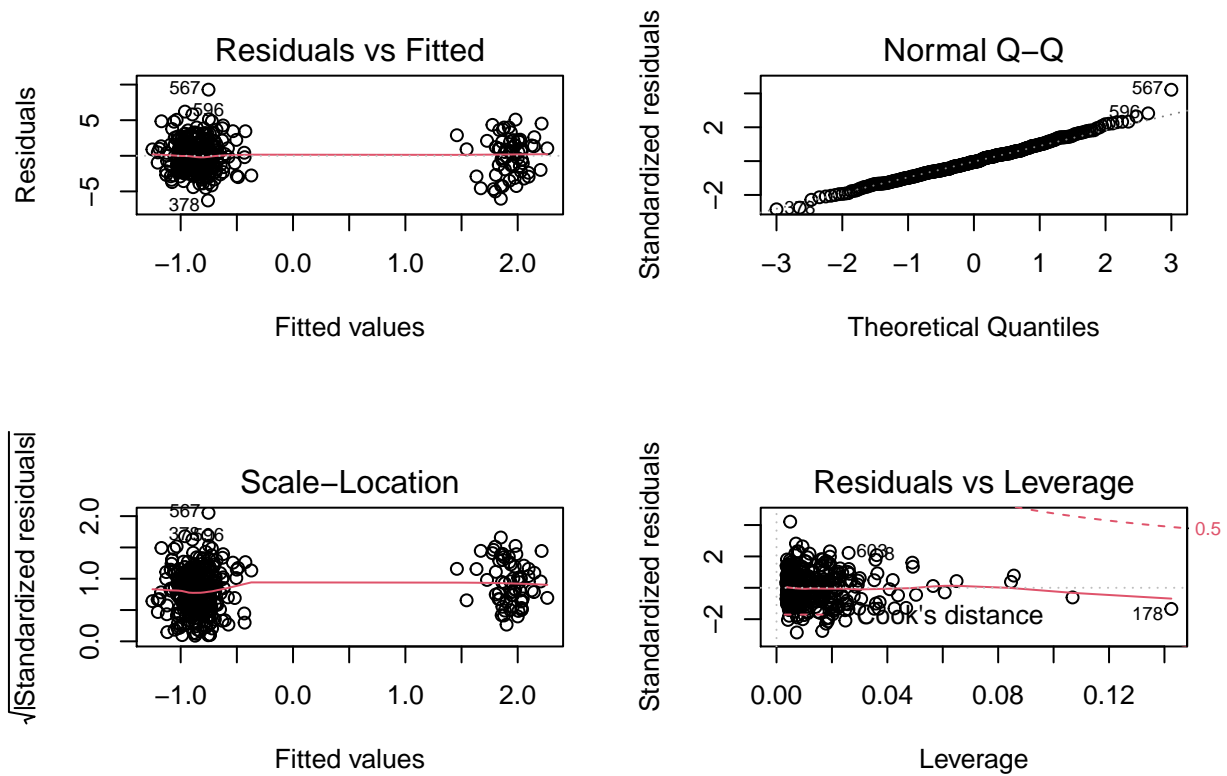 Residuals vs Fitted
Residuals
5
−5
567
596
378
−1.0 0.0 1.0 2.0
Fitted values
Normal Q−Q
Standardized residuals
2
−2
567
596
378
−3 −2 −1 0 1 2 3
Theoretical Quantiles
Scale−Location
√|Standardized residuals|
2.0
1.0
0.0
567
378
596
−1.0 0.0 1.0 2.0
Fitted values
Residuals vs Leverage
Standardized residuals
2
−2
0.5
603
178
Cook's distance
0.00 0.04 0.08 0.12
Leverage